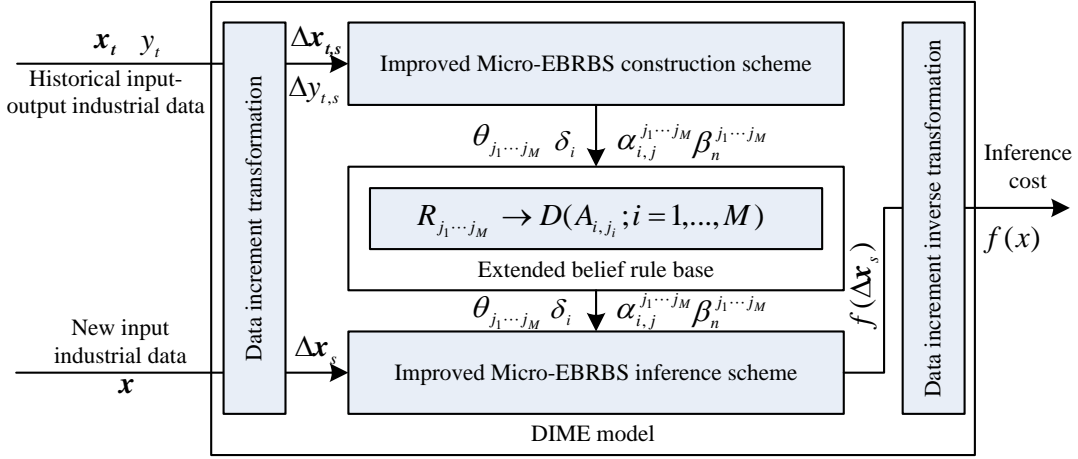 x_t y_t
Historical input-
output industrial data
Data increment transformation
Δx_{t,s}
Δy_{t,s}
Improved Micro-EBRBS construction scheme
θ_{j_1⋯j_M} δ_i α_{i,j}^{j_1⋯j_M} β_n^{j_1⋯j_M}
R_{j_1⋯j_M} → D(A_{i,j_i}; i = 1,..., M)
Extended belief rule base
θ_{j_1⋯j_M} δ_i α_{i,j}^{j_1⋯j_M} β_n^{j_1⋯j_M}
New input
industrial data
x
Δx_s
Improved Micro-EBRBS inference scheme
f(Δx_s)
Data increment inverse transformation
Inference
cost
f(x)
DIME model